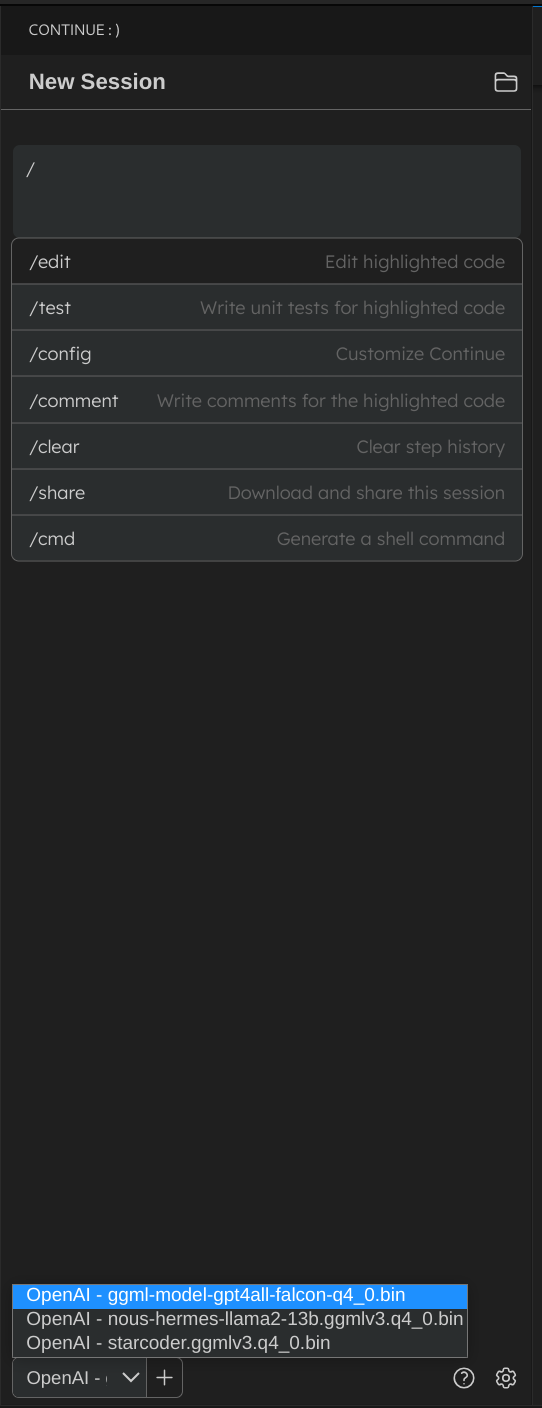 CONTINUE : )
New Session
/
/edit Edit highlighted code
/test Write unit tests for highlighted code
/config Customize Continue
/comment Write comments for the highlighted code
/clear Clear step history
/share Download and share this session
/cmd Generate a shell command
OpenAI - ggml-model-gpt4all-falcon-q4_0.bin
OpenAI - nous-hermes-llama2-13b.ggmlv3.q4_0.bin
OpenAI - starcoder.ggmlv3.q4_0.bin
OpenAI -